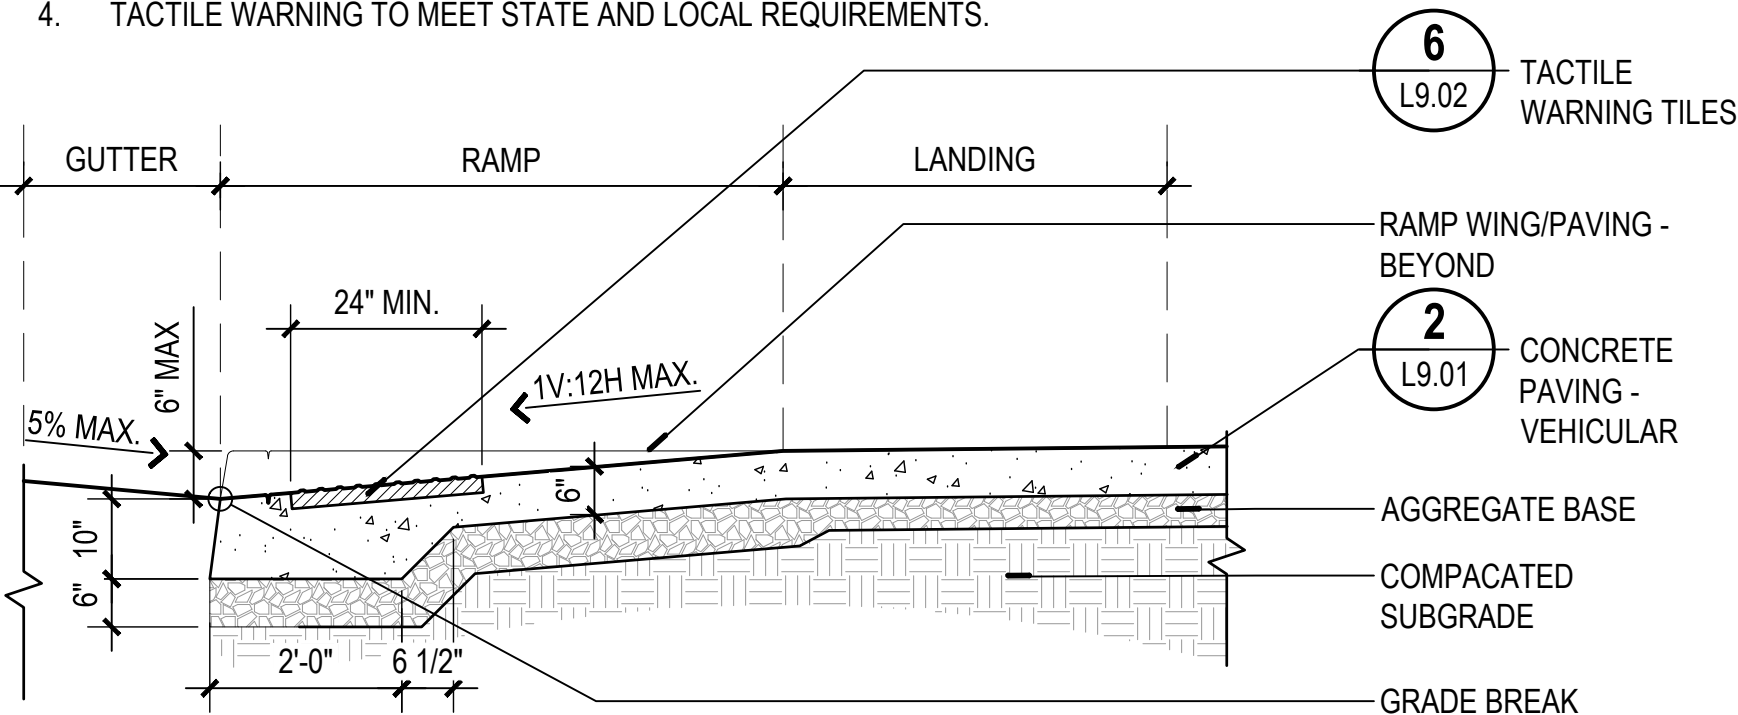 4. TACTILE WARNING TO MEET STATE AND LOCAL REQUIREMENTS.
6
L9.02
TACTILE
WARNING TILES
GUTTER
RAMP
LANDING
RAMP WING/PAVING -
BEYOND
24" MIN.
2
L9.01
CONCRETE
PAVING -
VEHICULAR
6" MAX
1V:12H MAX.
5% MAX.
6"
10"
6"
AGGREGATE BASE
COMPACATED
SUBGRADE
2'-0"
6 1/2"
GRADE BREAK